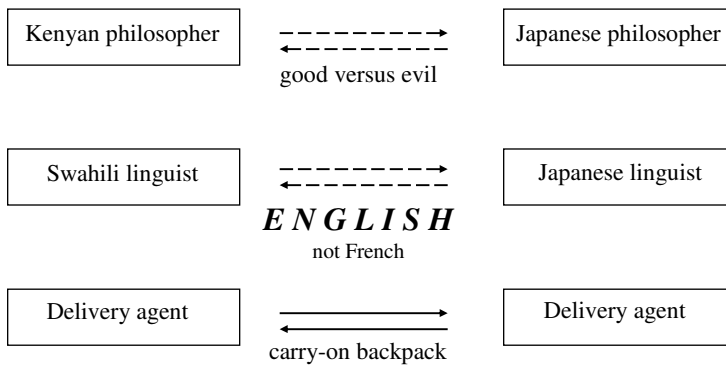 Kenyan philosopher
Japanese philosopher
good versus evil
Swahili linguist
Japanese linguist
ENGLISH
not French
Delivery agent
Delivery agent
carry-on backpack